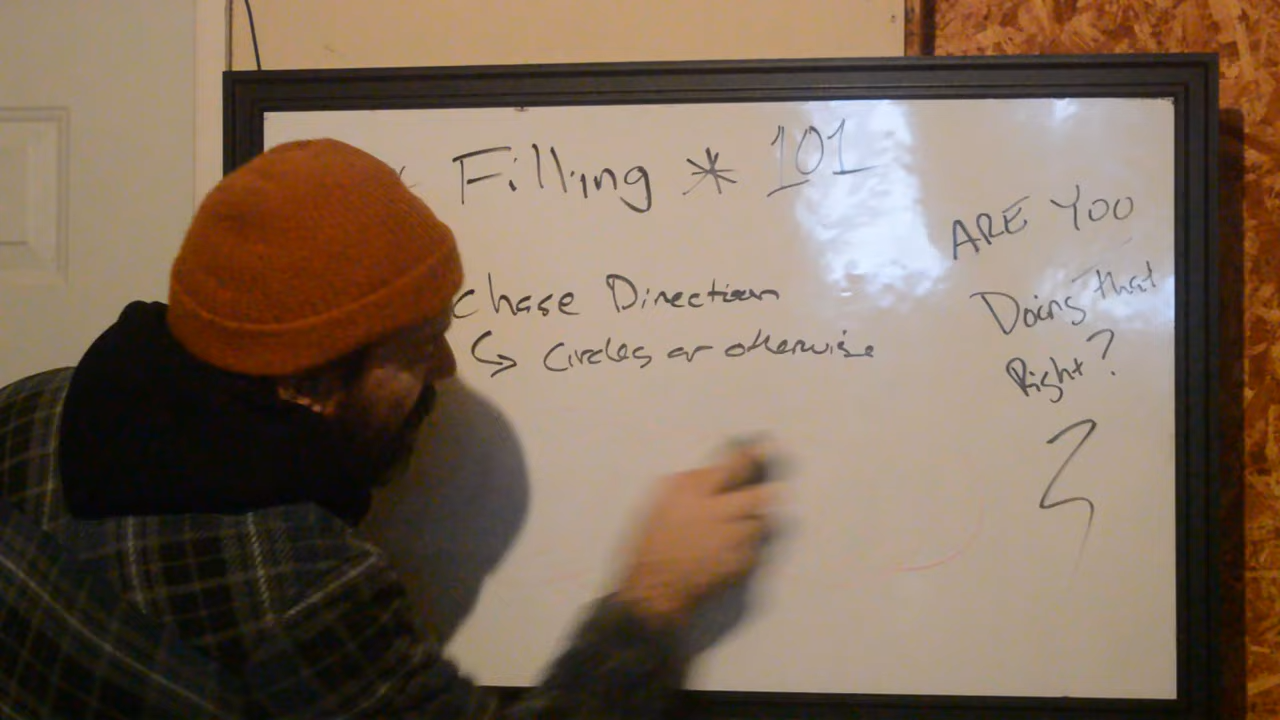 Filling * 101
chase Direction
↳ circles or otherwise
ARE YOU
Doing that
Right?